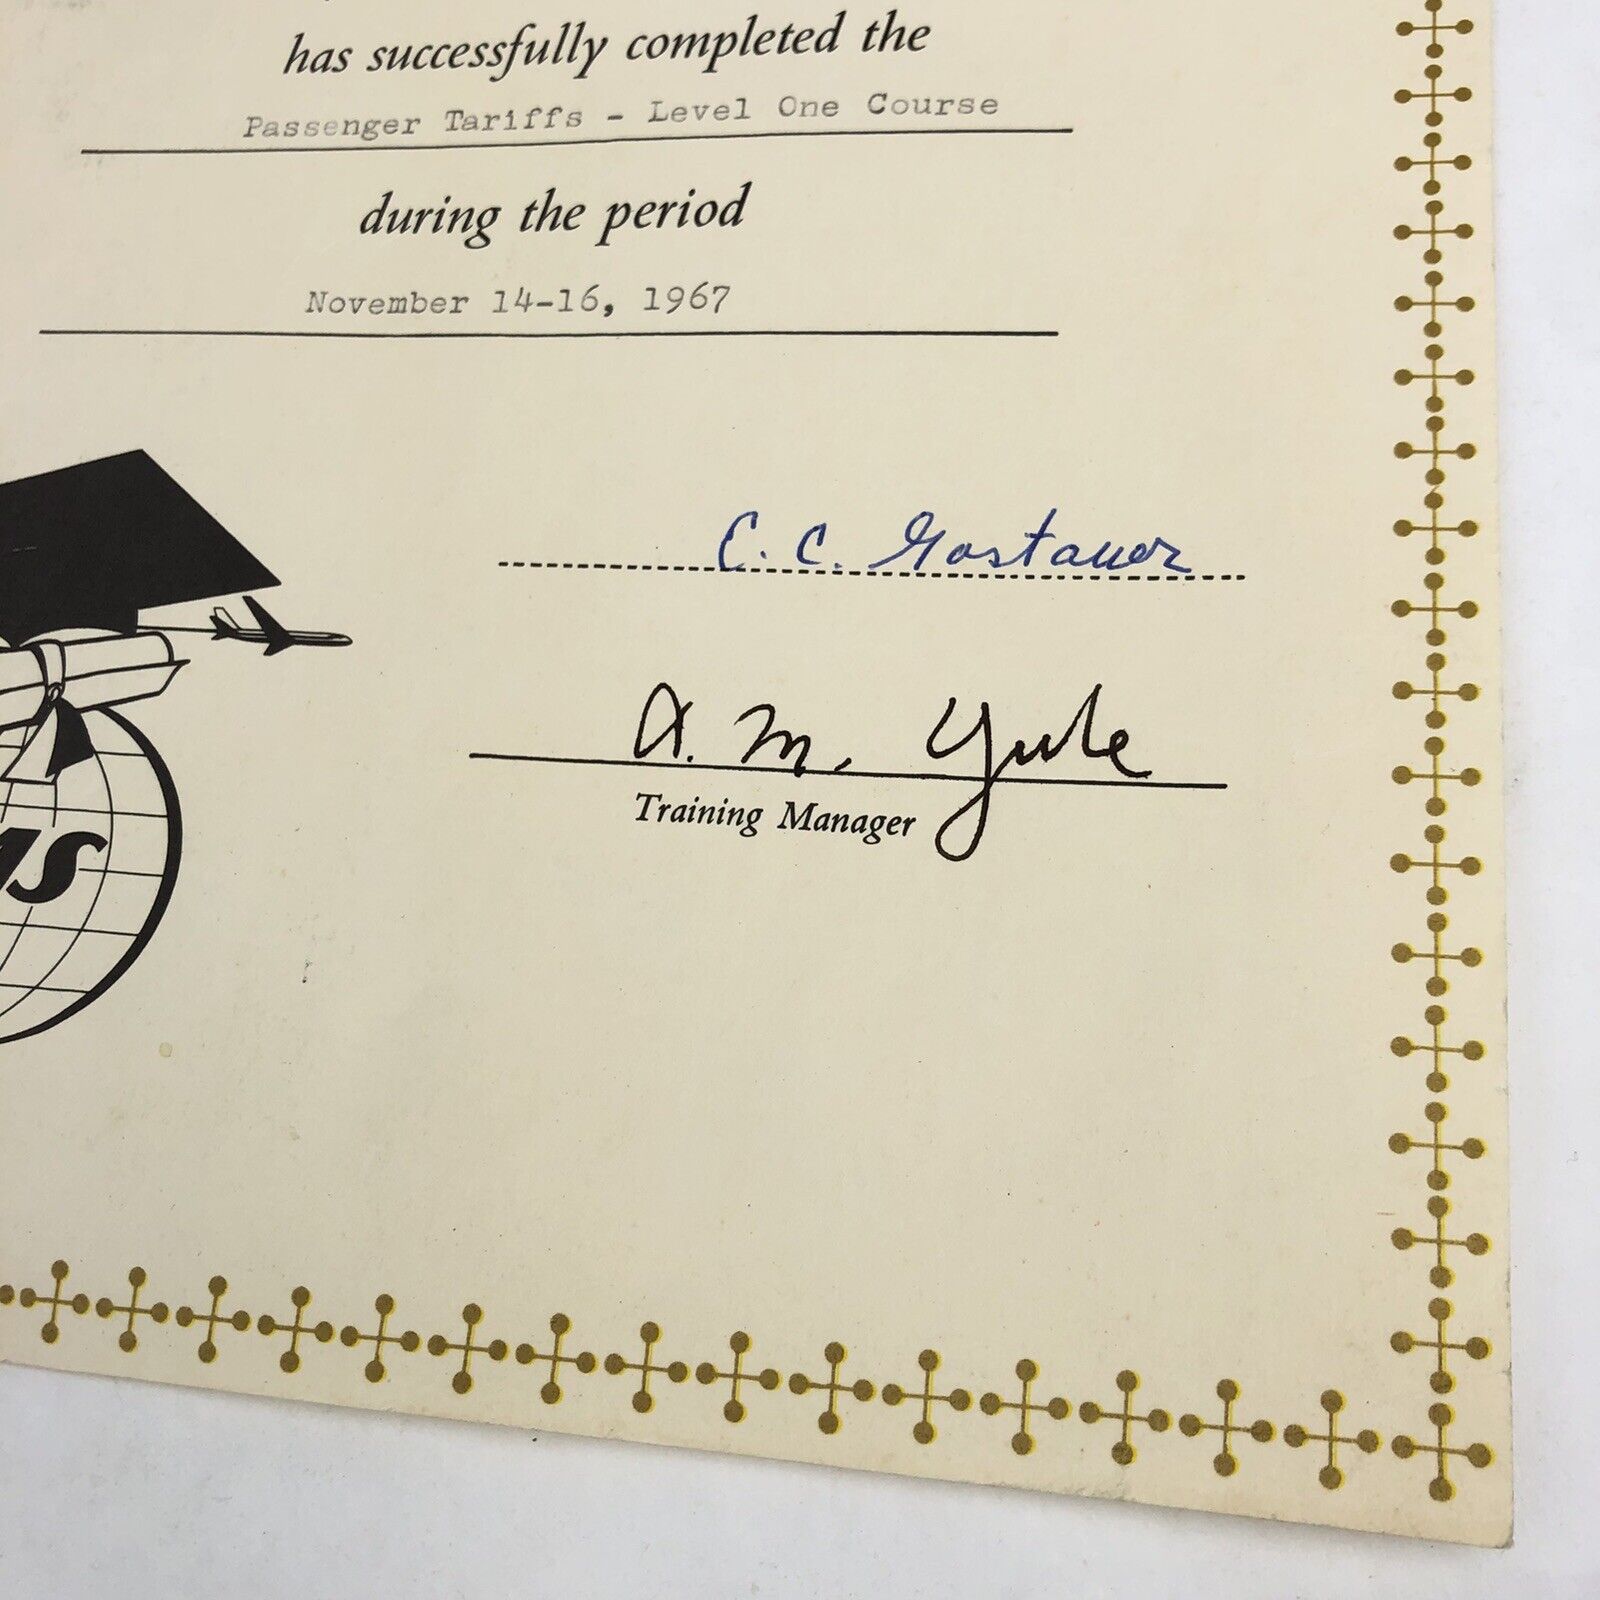 has successfully completed the
Passenger Tariffs - Level One Course
during the period
November 14-16, 1967
C. C. Gostauer
A. M. Yule
Training Manager
AS